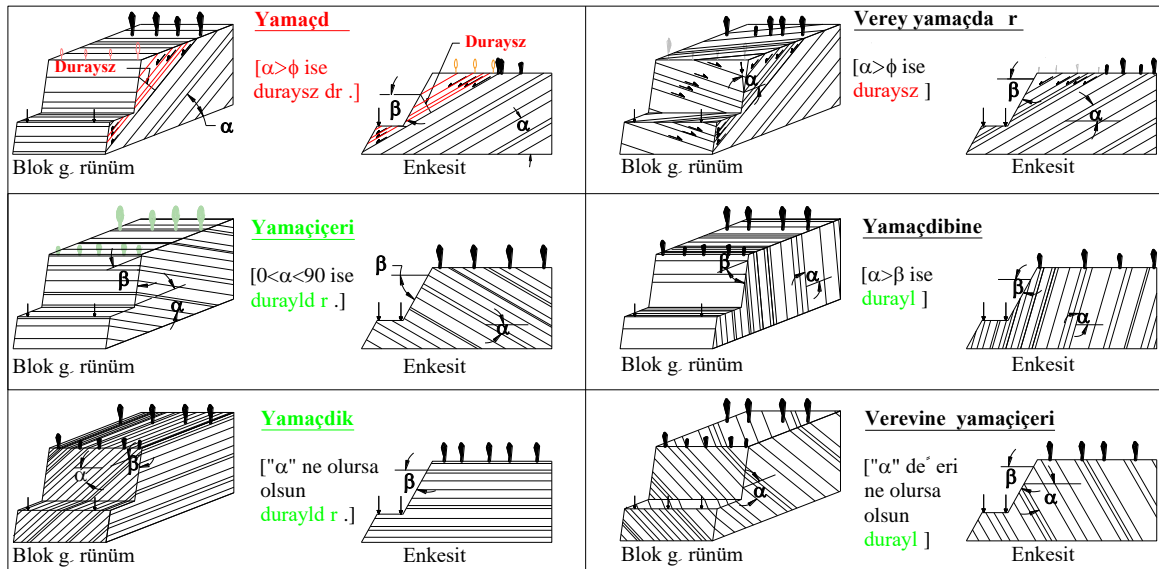 Yamaçd
Duraysz
Duraysz
[α>ϕ ise
duraysz dr .]
β
α
α
Blok g rünüm
Enkesit
Verey yamaçda r
[α>ϕ ise
duraysz ]
α
β
α
Blok g rünüm
Enkesit
Yamaçiçeri
[0<α<90 ise
durayld r .]
β
α
β
α
Blok g rünüm
Enkesit
Yamaçdibine
[α>β ise
durayl ]
β
α
β
α
Blok g rünüm
Enkesit
Yamaçdik
["α" ne olursa
olsun
durayld r .]
α
β
β
Blok g rünüm
Enkesit
Verevine yamaçiçeri
["α" de˝ eri
ne olursa
olsun
durayl ]
α
β
α
Blok g rünüm
Enkesit